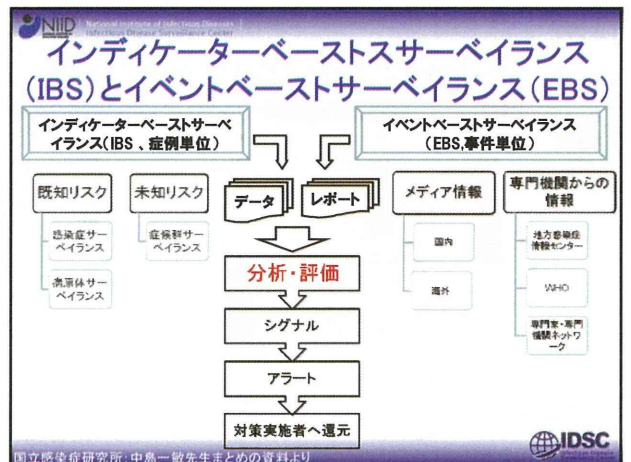 NIID National Institute of Infectious Diseases
Infectious Disease Surveillance Center
インディケーターベーストスサーベイランス
(IBS)とイベントベーストサーベイランス(EBS)
インディケーターベーストサーベ
イランス(IBS 、症例単位)
イベントベーストサーベイランス
(EBS,事件単位)
既知リスク
感染症サー
ベイランス
病原体サー
ベイランス
未知リスク
症候群サー
ベイランス
データ
レポート
分析・評価
シグナル
アラート
対策実施者へ還元
メディア情報
国内
海外
専門機関からの
情報
地方感染症
情報センター
WHO
専門家・専門
機関ネットワ
ーク
国立感染症研究所:中島一敏先生まとめの資料より
IDSC